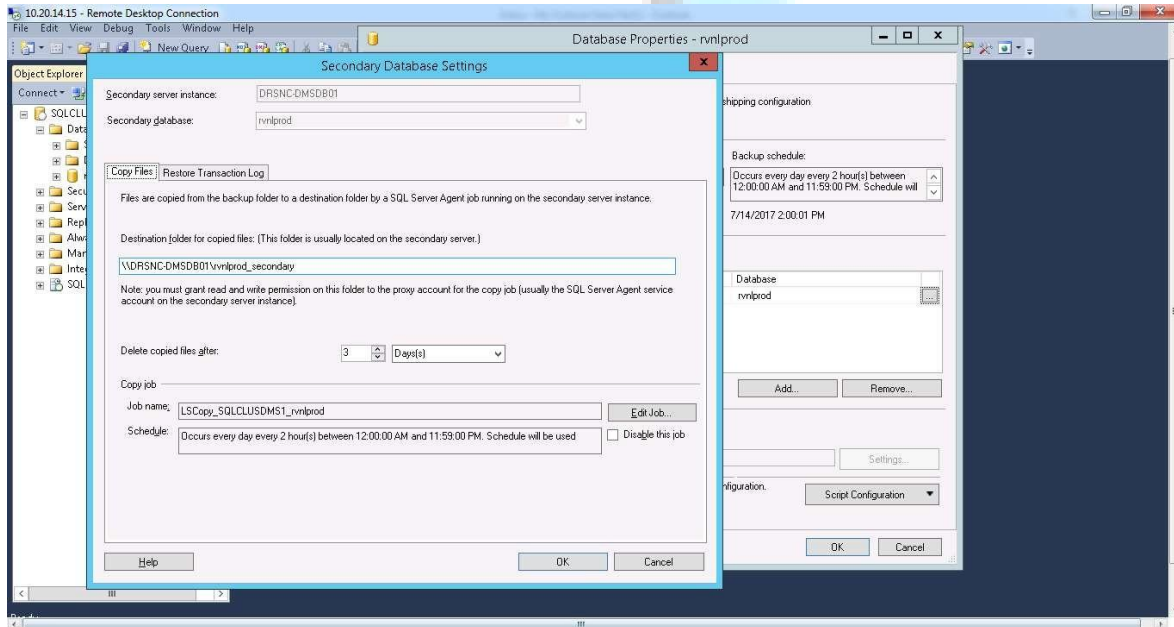 10.20.14.15 - Remote Desktop Connection
File Edit View Debug Tools Window Help
New Query
Database Properties - rvnlprod
Object Explorer
Connect
SQLCLU
Data
Secu
Serv
Repl
Alw
Mar
Inte
SQL
Secondary Database Settings
Secondary server instance: DRSNC-DMSDB01
Secondary database: rvnlprod
Copy Files Restore Transaction Log
Files are copied from the backup folder to a destination folder by a SQL Server Agent job running on the secondary server instance.
Destination folder for copied files: (This folder is usually located on the secondary server.)
\\DRSNC-DMSDB01\rvnlprod_secondary
Note: you must grant read and write permission on this folder to the proxy account for the copy job (usually the SQL Server Agent service
account on the secondary server instance).
Delete copied files after: 3 Days(s)
Copy job
Job name: LSCopy_SQLCLUSDMS1_rvnlprod Edit Job...
Schedule: Occurs every day every 2 hour(s) between 12:00:00 AM and 11:59:00 PM. Schedule will be used Disable this job
Help OK Cancel
shipping configuration
Backup schedule:
Occurs every day every 2 hour(s) between
12:00:00 AM and 11:59:00 PM. Schedule will
7/14/2017 2:00:01 PM
Database
rvnlprod ...
Add... Remove...
Settings...
nfiguration. Script Configuration
OK Cancel